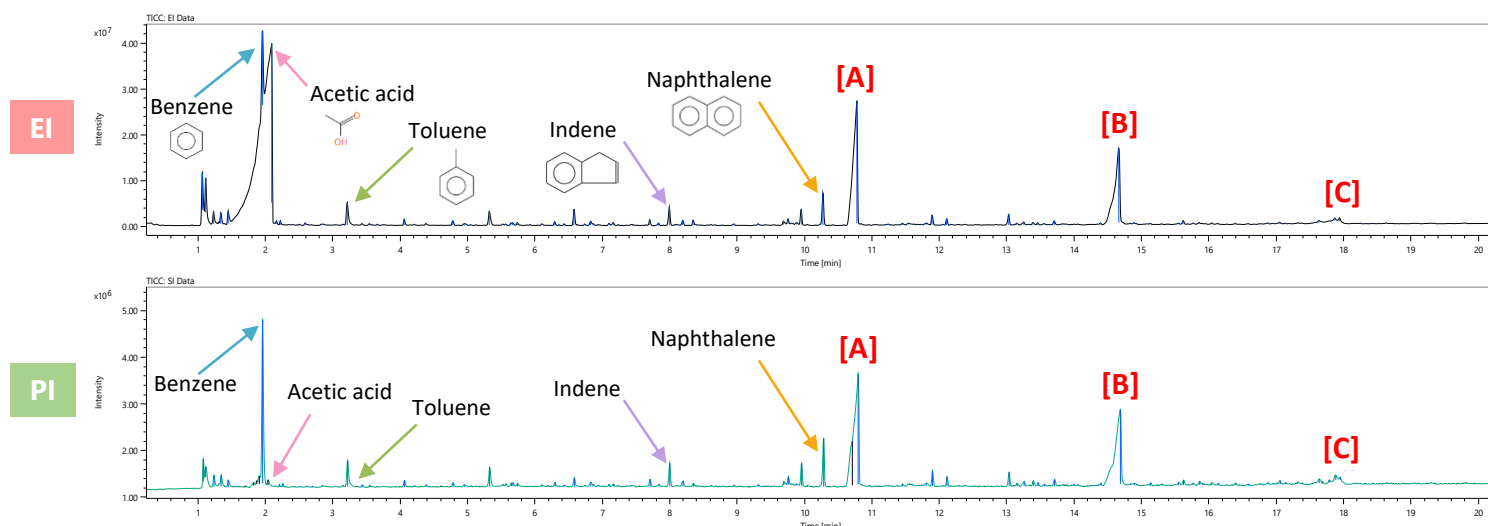 TICC: EI Data
x10⁷
4.00
3.00
2.00
1.00
0.00
Intensity
EI
Benzene
Acetic acid
O
OH
Toluene
Indene
Naphthalene
[A]
[B]
[C]
1 2 3 4 5 6 7 8 9 10 11 12 13 14 15 16 17 18 19 20
Time [min]
TICC: SI Data
x10⁶
5.00
4.00
3.00
2.00
1.00
Intensity
PI
Benzene
Acetic acid
Toluene
Indene
Naphthalene
[A]
[B]
[C]
1 2 3 4 5 6 7 8 9 10 11 12 13 14 15 16 17 18 19 20
Time [min]